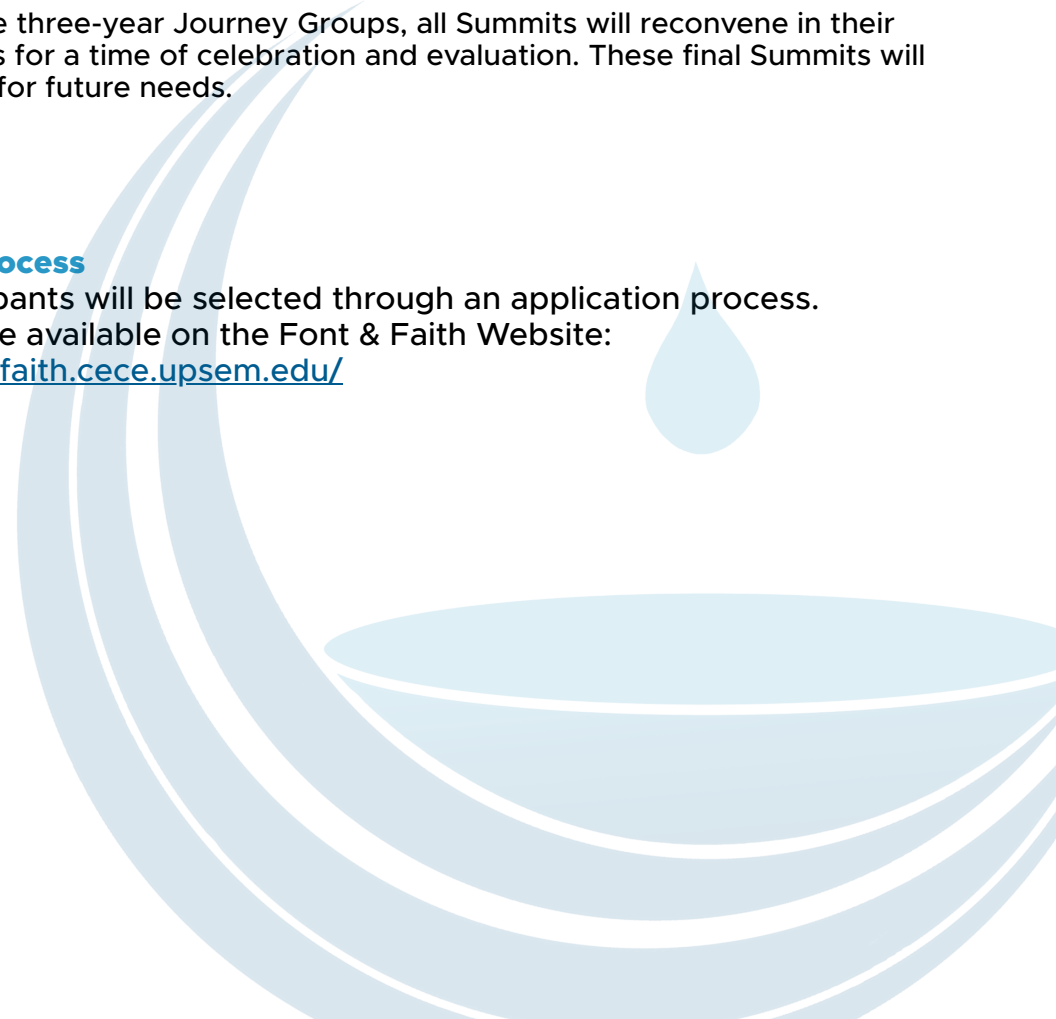 three-year Journey Groups, all Summits will reconvene in their
for a time of celebration and evaluation. These final Summits will
for future needs.
ocess
pants will be selected through an application process.
e available on the Font & Faith Website:
faith.cece.upsem.edu/